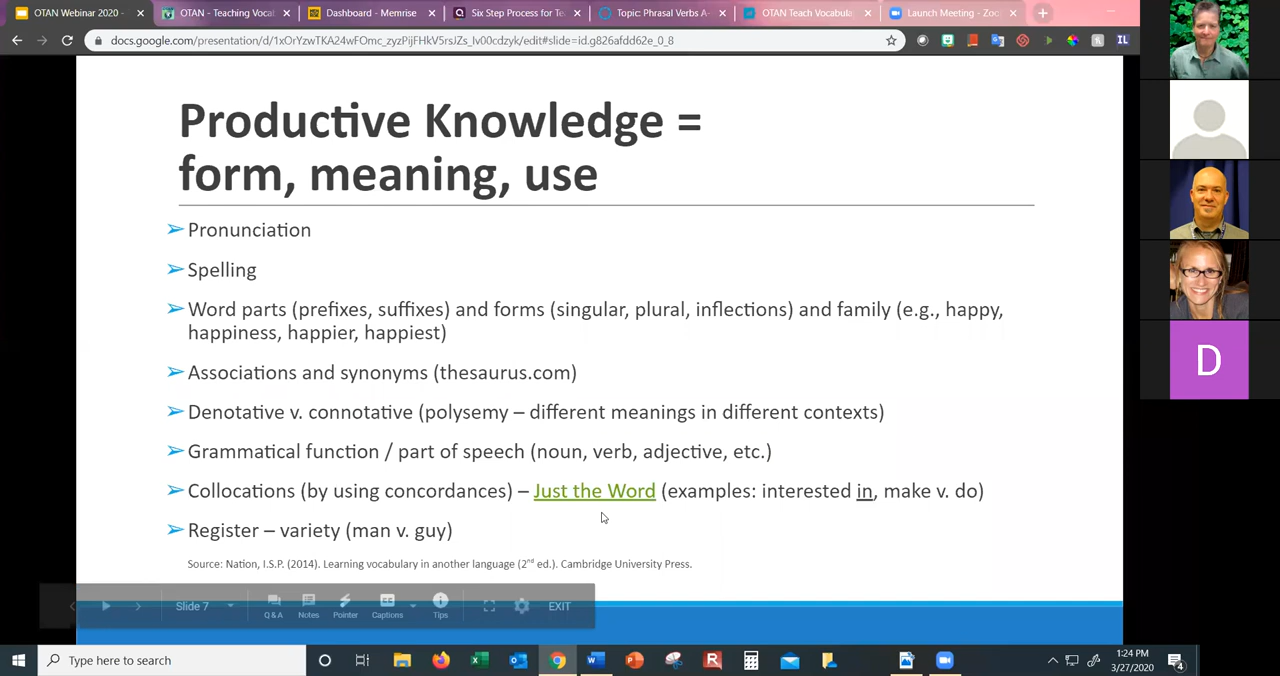 OTAN Webinar 2020 -
OTAN - Teaching Vocab
Dashboard - Memrise
Six Step Process for Te
Topic: Phrasal Verbs A-
OTAN Teach Vocabula
Launch Meeting - Zoo
docs.google.com/presentation/d/1xOrYzwTKA24wFOmc_zyzPijFHkV5rsJZs_lv00cdzyk/edit#slide=id.g826afdd62e_0_8
IL
Productive Knowledge =
form, meaning, use
➢Pronunciation
➢Spelling
➢Word parts (prefixes, suffixes) and forms (singular, plural, inflections) and family (e.g., happy,
happiness, happier, happiest)
➢Associations and synonyms (thesaurus.com)
➢Denotative v. connotative (polysemy – different meanings in different contexts)
➢Grammatical function / part of speech (noun, verb, adjective, etc.)
➢Collocations (by using concordances) – Just the Word (examples: interested in, make v. do)
➢Register – variety (man v. guy)
Source: Nation, I.S.P. (2014). Learning vocabulary in another language (2nd ed.). Cambridge University Press.
D
Slide 7
Q&A
Notes
Pointer
Captions
Tips
EXIT
Type here to search
1:24 PM
3/27/2020
4